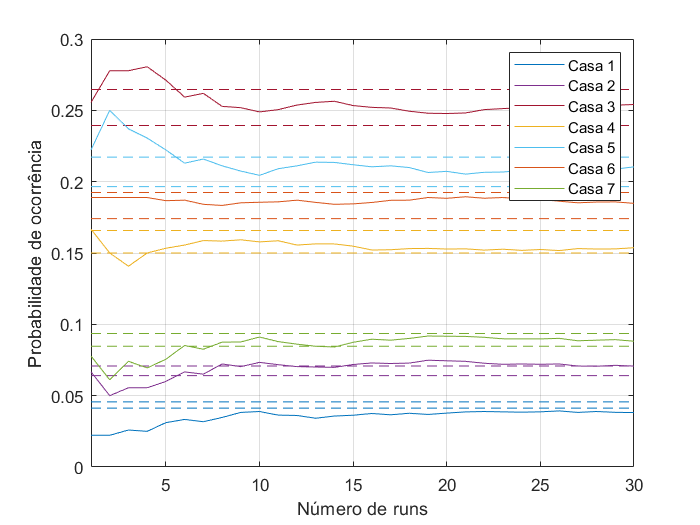 0.3
0.25
0.2
0.15
0.1
0.05
0
Probabilidade de ocorrência
5
10
15
20
25
30
Número de runs
Casa 1
Casa 2
Casa 3
Casa 4
Casa 5
Casa 6
Casa 7